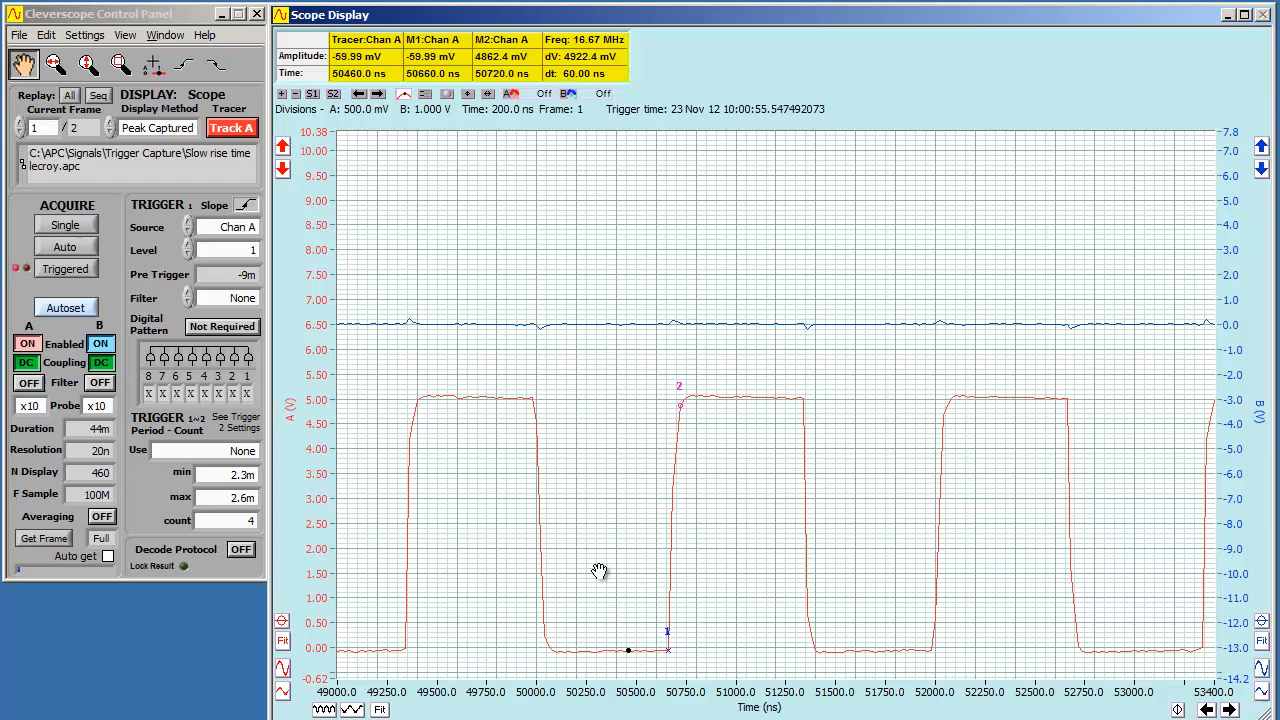 Cleverscope Control Panel
File Edit Settings View Window Help
Replay: All Seq DISPLAY: Scope
Current Frame Display Method Tracer
1 / 2 Peak Captured Track A
C:\APC\Signals\Trigger Capture\Slow rise time
lecroy.apc
ACQUIRE
Single
Auto
Triggered
Autoset
A B
ON Enabled ON
DC Coupling DC
OFF Filter OFF
x10 Probe x10
Duration 44m
Resolution 20n
N Display 460
F Sample 100M
Averaging OFF
Get Frame Full
Auto get
TRIGGER 1 Slope
Source Chan A
Level 1
Pre Trigger -9m
Filter None
Digital
Pattern Not Required
8 7 6 5 4 3 2 1
X X X X X X X X
TRIGGER 1~2 See Trigger
Period - Count 2 Settings
Use None
min 2.3m
max 2.6m
count 4
Decode Protocol OFF
Lock Result
Scope Display
Tracer:Chan A M1:Chan A M2:Chan A Freq: 16.67 MHz
Amplitude: -59.99 mV -59.99 mV 4862.4 mV dV: 4922.4 mV
Time: 50460.0 ns 50660.0 ns 50720.0 ns dt: 60.00 ns
S1 S2 A Off B Off
Divisions - A: 500.0 mV B: 1.000 V Time: 200.0 ns Frame: 1 Trigger time: 23 Nov 12 10:00:55.547492073
10.38 7.8
10.00 7.0
9.50 6.0
9.00 5.0
8.50 4.0
8.00 3.0
7.50 2.0
7.00 1.0
6.50 0.0
6.00 -1.0
5.50 -2.0
5.00 -3.0
4.50 -4.0
4.00 -5.0
3.50 -6.0
3.00 -7.0
2.50 -8.0
2.00 -9.0
1.50 -10.0
1.00 -11.0
0.50 -12.0
0.00 -13.0
-0.62 -14.2
A (V)
B (V)
2
1
Fit Fit
49000.0 49500.0 49750.0 50000.0 50250.0 50500.0 50750.0 51000.0 51250.0 51500.0 51750.0 52000.0 52250.0 52500.0 52750.0 53000.0 53400.0
Time (ns)
Fit